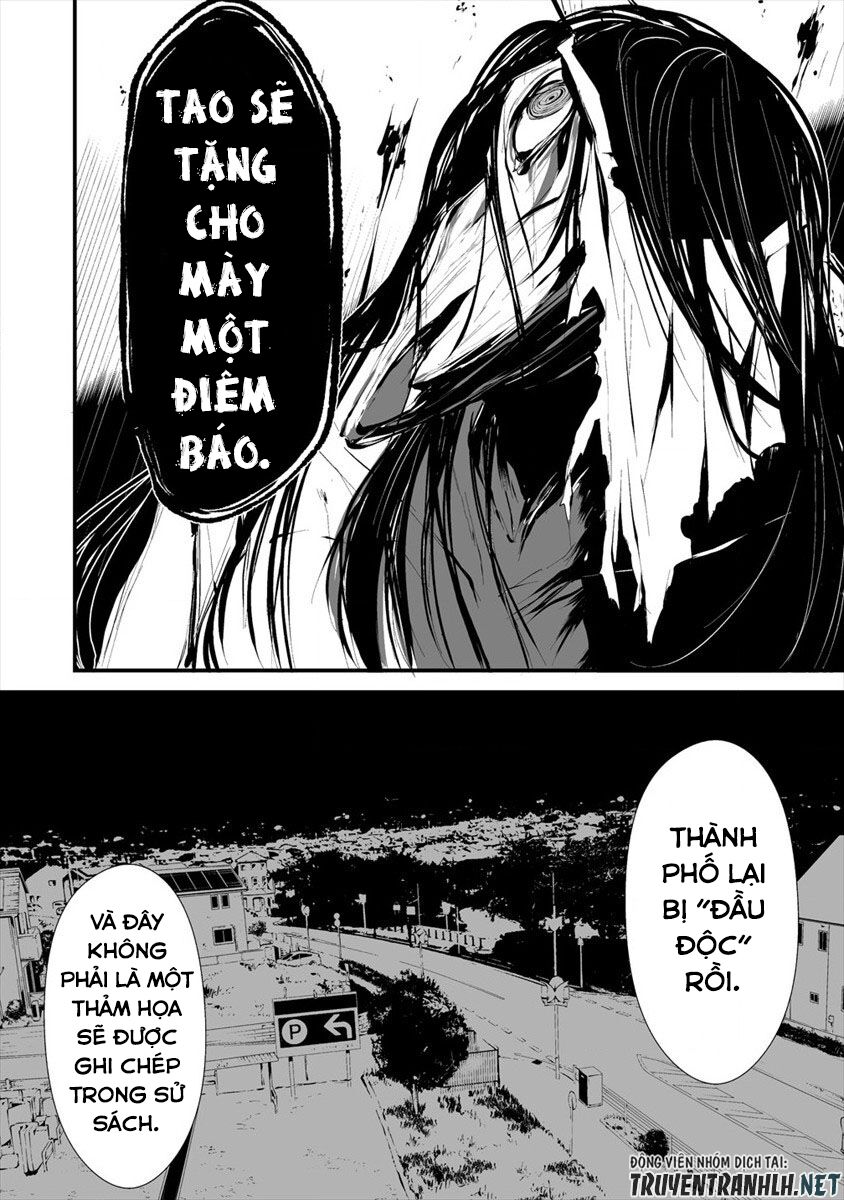 TAO SẼ
TẶNG
CHO
MÀY
MỘT
ĐIỀM
BÁO.
THÀNH
PHỐ LẠI
BỊ "ĐẦU
ĐỘC"
RỒI.
VÀ ĐÂY
KHÔNG
PHẢI LÀ MỘT
THẢM HỌA
SẼ ĐƯỢC
GHI CHÉP
TRONG SỬ
SÁCH.
P
ĐỘNG VIÊN NHÓM DỊCH TẠI:
TRUYENTRANHLH.NET